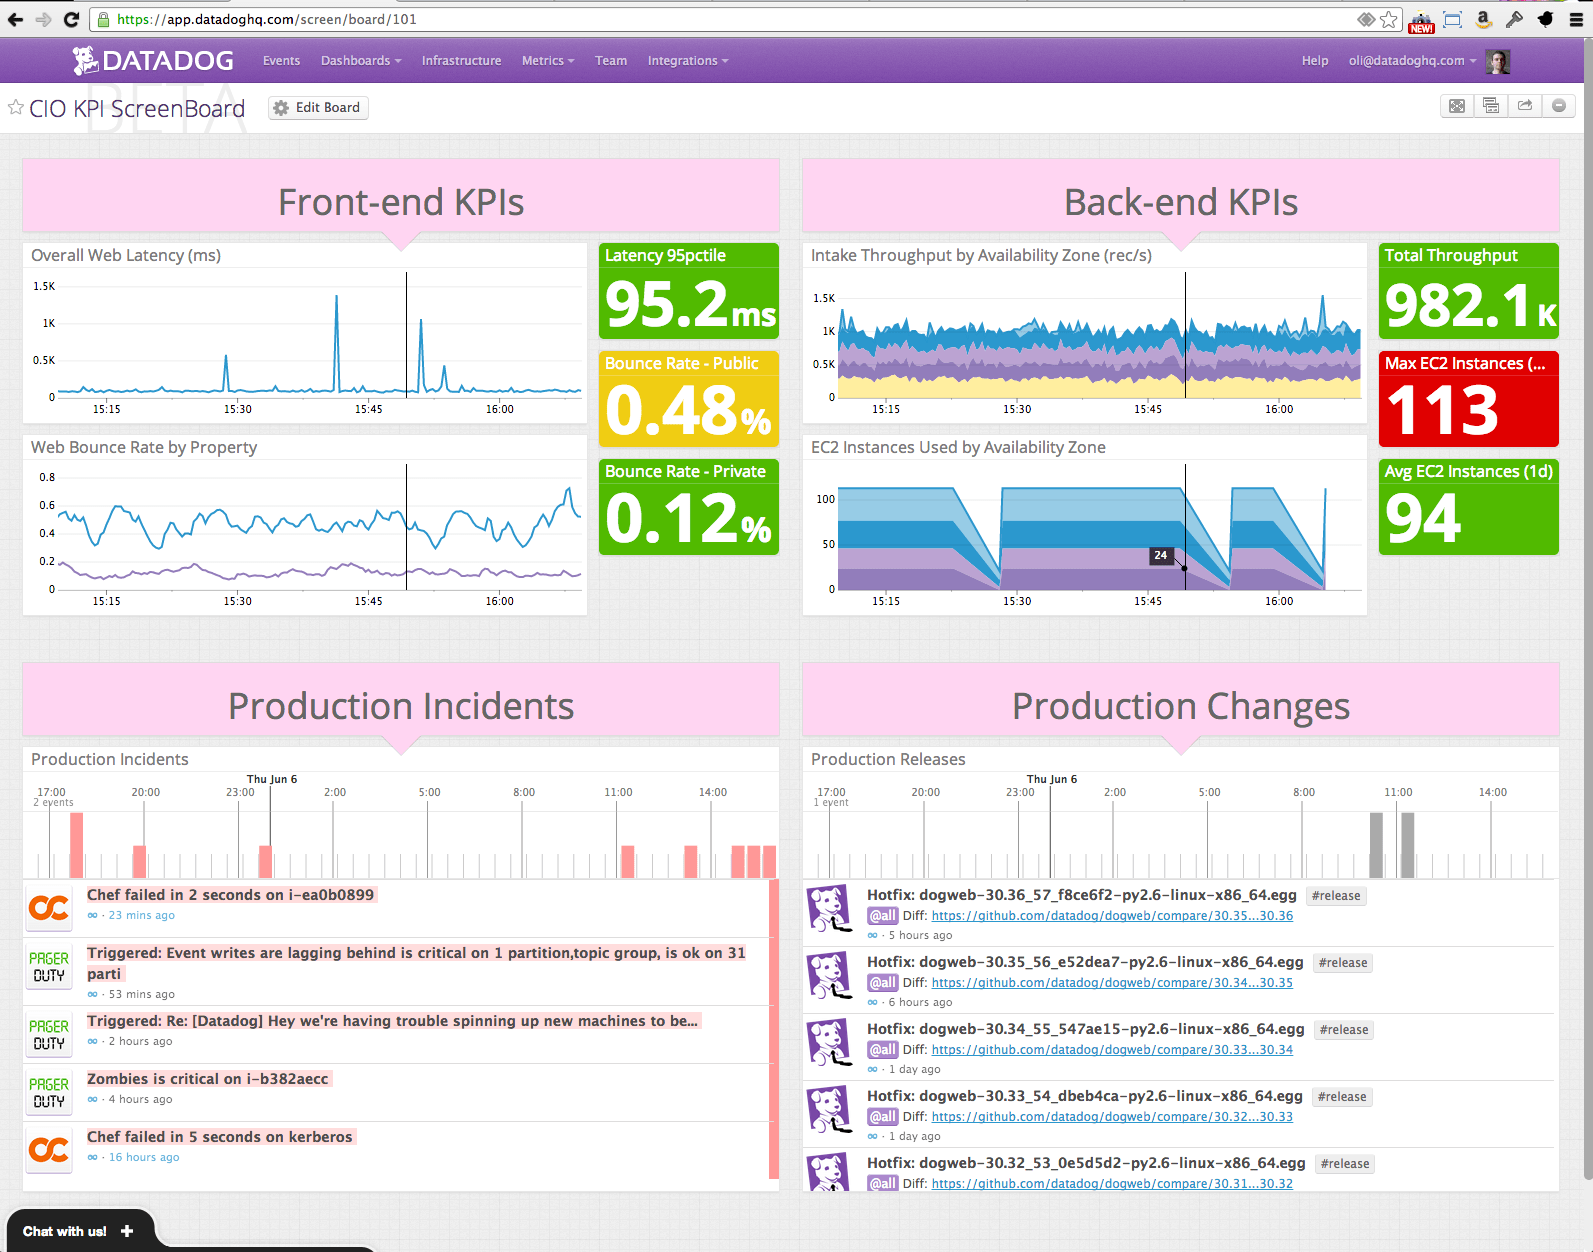 https://app.datadoghq.com/screen/board/101
NEW!
DATADOG
Events
Dashboards
Infrastructure
Metrics
Team
Integrations
Help
oli@datadoghq.com
BETA
CIO KPI ScreenBoard
Edit Board
Front-end KPIs
Overall Web Latency (ms)
1.5K
1K
0.5K
0
15:15 15:30 15:45 16:00
Latency 95pctile
95.2ms
Bounce Rate - Public
0.48%
Web Bounce Rate by Property
0.8
0.6
0.4
0.2
0
15:15 15:30 15:45 16:00
Bounce Rate - Private
0.12%
Back-end KPIs
Intake Throughput by Availability Zone (rec/s)
1.5K
1K
0.5K
0
15:15 15:30 15:45 16:00
Total Throughput
982.1K
Max EC2 Instances (...
113
EC2 Instances Used by Availability Zone
100
50
0
24
15:15 15:30 15:45 16:00
Avg EC2 Instances (1d)
94
Production Incidents
Production Incidents
Thu Jun 6
17:00 20:00 23:00 2:00 5:00 8:00 11:00 14:00
2 events
Chef failed in 2 seconds on i-ea0b0899
∞ · 23 mins ago
PAGER
DUTY
Triggered: Event writes are lagging behind is critical on 1 partition,topic group, is ok on 31
parti
∞ · 53 mins ago
PAGER
DUTY
Triggered: Re: [Datadog] Hey we're having trouble spinning up new machines to be...
∞ · 2 hours ago
PAGER
DUTY
Zombies is critical on i-b382aecc
∞ · 4 hours ago
Chef failed in 5 seconds on kerberos
∞ · 16 hours ago
Production Changes
Production Releases
Thu Jun 6
17:00 20:00 23:00 2:00 5:00 8:00 11:00 14:00
1 event
Hotfix: dogweb-30.36_57_f8ce6f2-py2.6-linux-x86_64.egg #release
@all Diff: https://github.com/datadog/dogweb/compare/30.35...30.36
∞ · 5 hours ago
Hotfix: dogweb-30.35_56_e52dea7-py2.6-linux-x86_64.egg #release
@all Diff: https://github.com/datadog/dogweb/compare/30.34...30.35
∞ · 6 hours ago
Hotfix: dogweb-30.34_55_547ae15-py2.6-linux-x86_64.egg #release
@all Diff: https://github.com/datadog/dogweb/compare/30.33...30.34
∞ · 1 day ago
Hotfix: dogweb-30.33_54_dbeb4ca-py2.6-linux-x86_64.egg #release
@all Diff: https://github.com/datadog/dogweb/compare/30.32...30.33
∞ · 1 day ago
Hotfix: dogweb-30.32_53_0e5d5d2-py2.6-linux-x86_64.egg #release
@all Diff: https://github.com/datadog/dogweb/compare/30.31...30.32
Chat with us! +